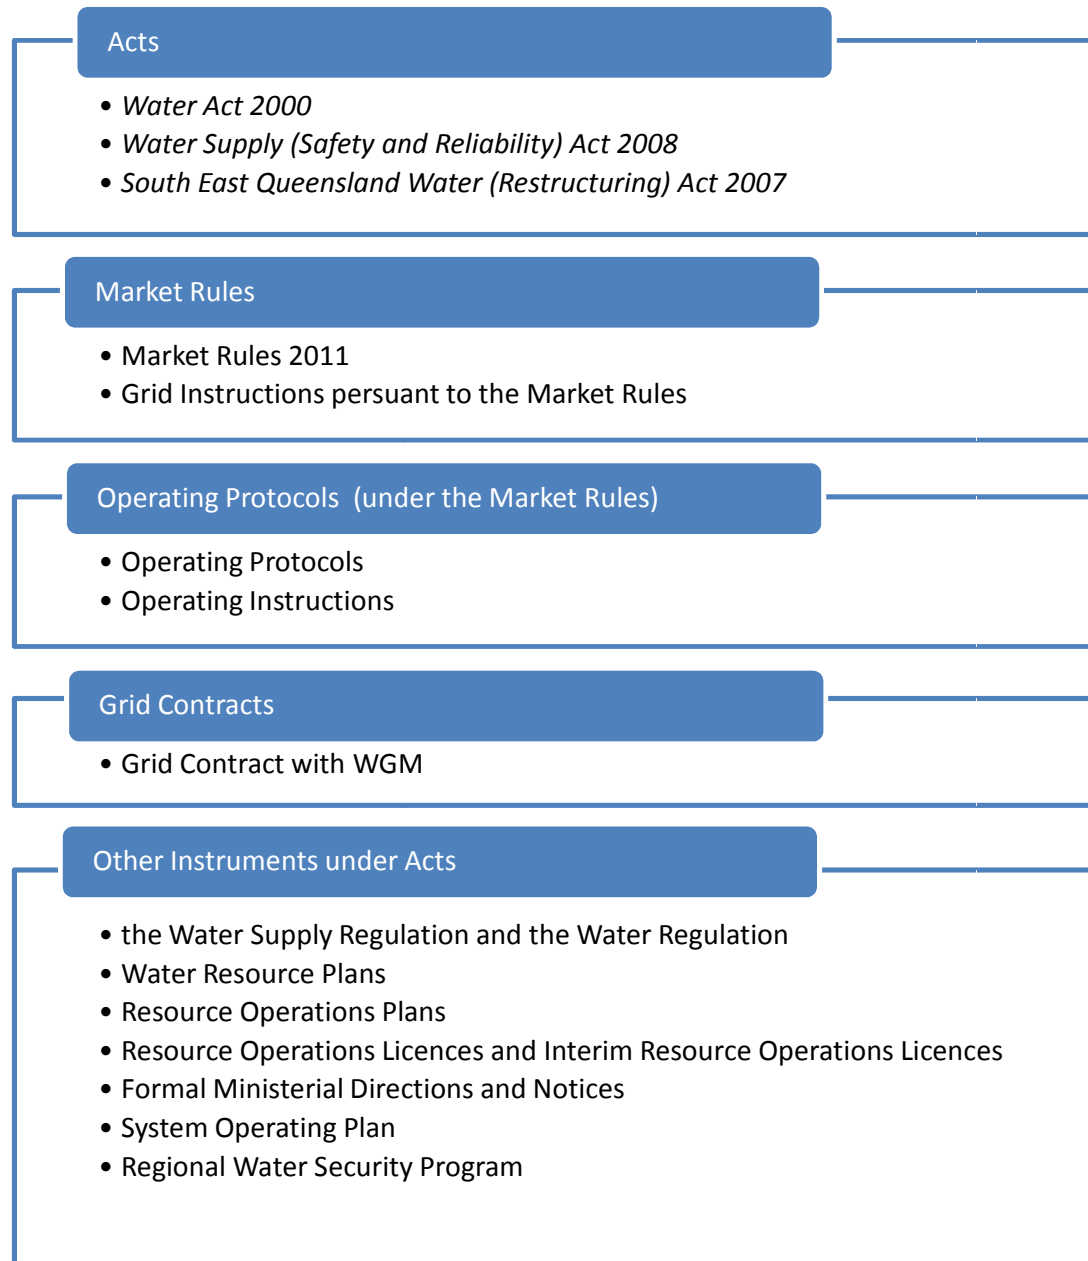 Acts
• Water Act 2000
• Water Supply (Safety and Reliability) Act 2008
• South East Queensland Water (Restructuring) Act 2007
Market Rules
• Market Rules 2011
• Grid Instructions persuant to the Market Rules
Operating Protocols (under the Market Rules)
• Operating Protocols
• Operating Instructions
Grid Contracts
• Grid Contract with WGM
Other Instruments under Acts
• the Water Supply Regulation and the Water Regulation
• Water Resource Plans
• Resource Operations Plans
• Resource Operations Licences and Interim Resource Operations Licences
• Formal Ministerial Directions and Notices
• System Operating Plan
• Regional Water Security Program